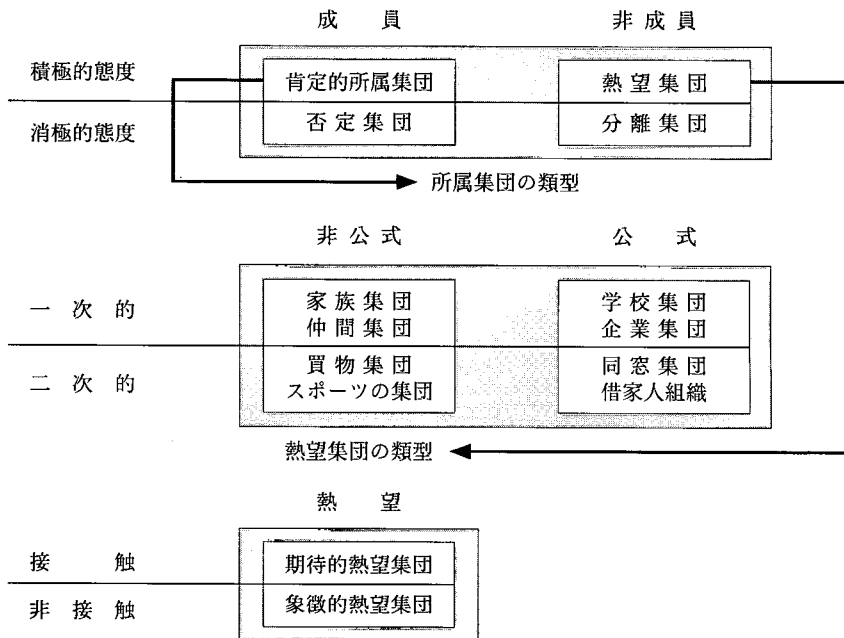 成員 非成員
積極的態度 肯定的所属集団 熱望集団
消極的態度 否定集団 分離集団
所属集団の類型
非公式 公式
一次的 家族集団 学校集団
仲間集団 企業集団
二次的 買物集団 同窓集団
スポーツの集団 借家人組織
熱望集団の類型
熱望
接触 期待的熱望集団
非接触 象徴的熱望集団